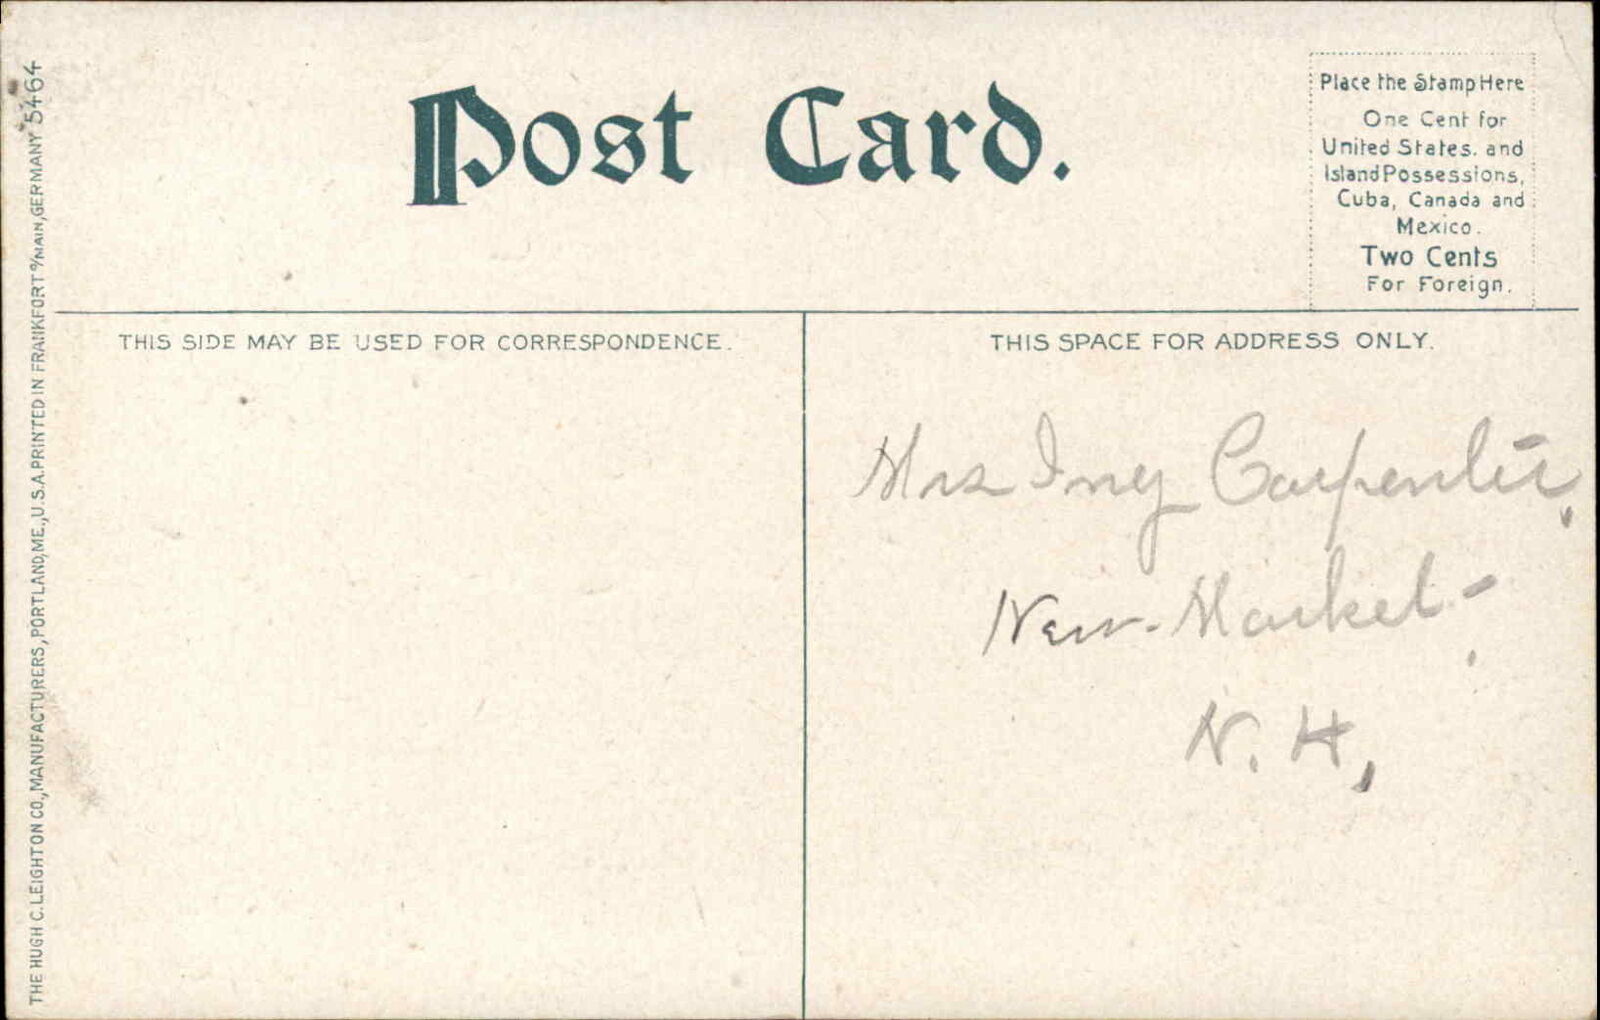 THE HUGH C. LEIGHTON CO., MANUFACTURERS, PORTLAND, ME., U.S.A. PRINTED IN FRANKFORT o/MAIN, GERMANY 5464
Post Card.
Place the Stamp Here
One Cent for
United States. and
Island Possessions,
Cuba, Canada and
Mexico.
Two Cents
For Foreign.
THIS SIDE MAY BE USED FOR CORRESPONDENCE.
THIS SPACE FOR ADDRESS ONLY.
Mrs Carpenter,
New-Market-
N. H,